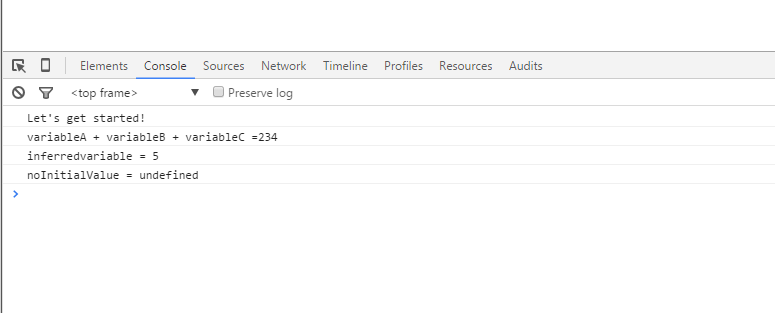 Elements Console Sources Network Timeline Profiles Resources Audits
<top frame> ▼ Preserve log
Let's get started!
variableA + variableB + variableC =234
inferredvariable = 5
noInitialValue = undefined
>